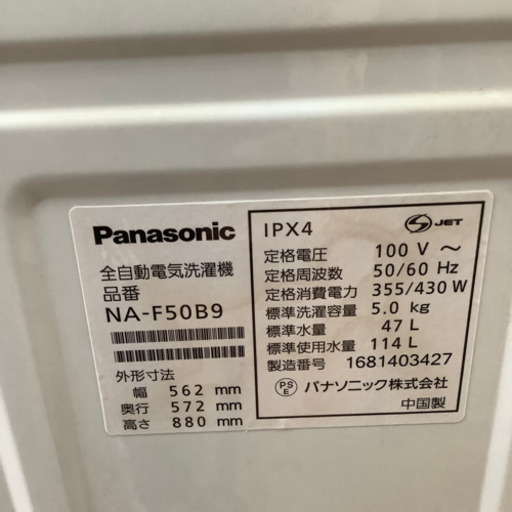 Panasonic
全自動電気洗濯機
品番
NA-F50B9
外形寸法
幅 562 mm
奥行 572 mm
高さ 880 mm
IPX4
S JET
定格電圧 100 V ～
定格周波数 50/60 Hz
定格消費電力 355/430 W
標準洗濯容量 5.0 kg
標準水量 47 L
標準使用水量 114 L
製造番号 1681403427
PS E パナソニック株式会社
中国製